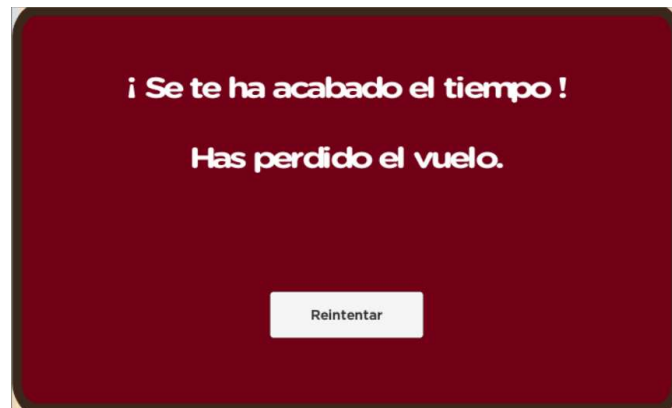 ¡ Se te ha acabado el tiempo !
Has perdido el vuelo.
Reintentar